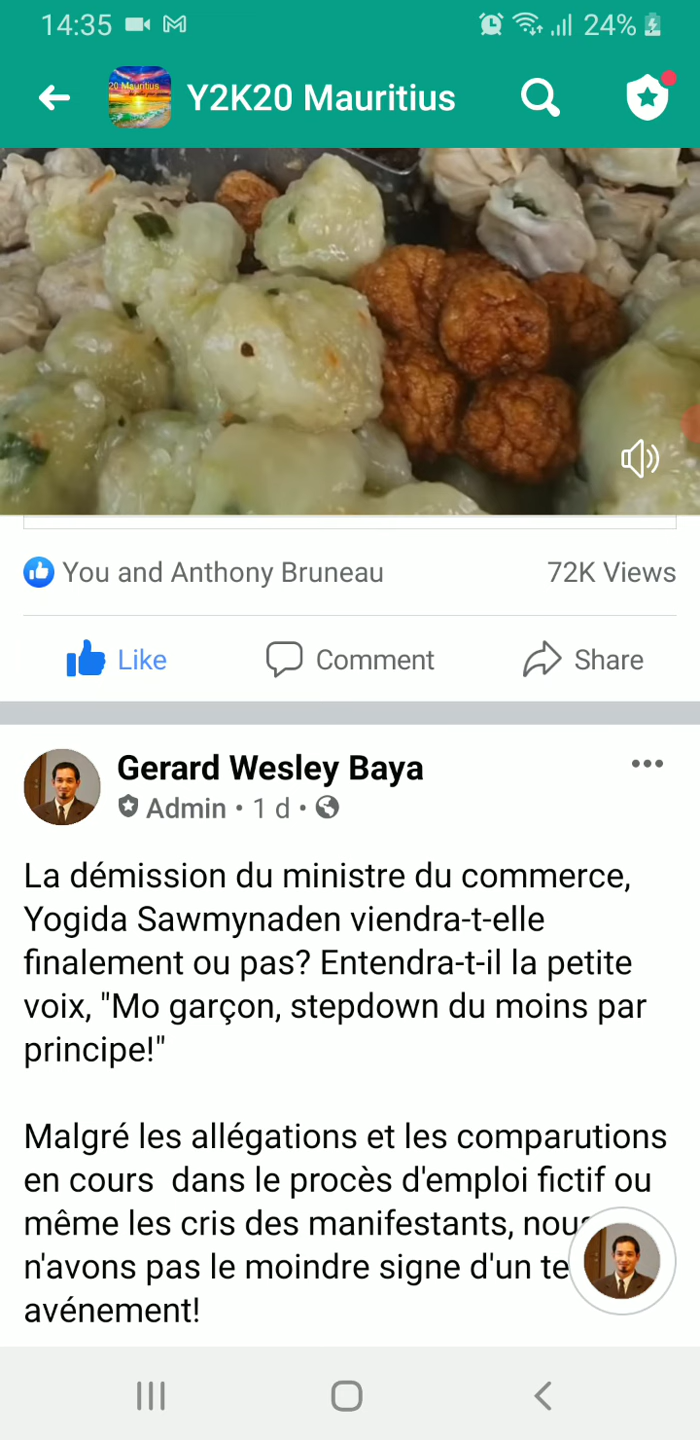 14:35
24%
20 Mauritius
Y2K20 Mauritius
You and Anthony Bruneau
72K Views
Like
Comment
Share
Gerard Wesley Baya
Admin • 1 d •
La démission du ministre du commerce,
Yogida Sawmynaden viendra-t-elle
finalement ou pas? Entendra-t-il la petite
voix, "Mo garçon, stepdown du moins par
principe!"
Malgré les allégations et les comparutions
en cours  dans le procès d'emploi fictif ou
même les cris des manifestants, nous
n'avons pas le moindre signe d'un te
avénement!